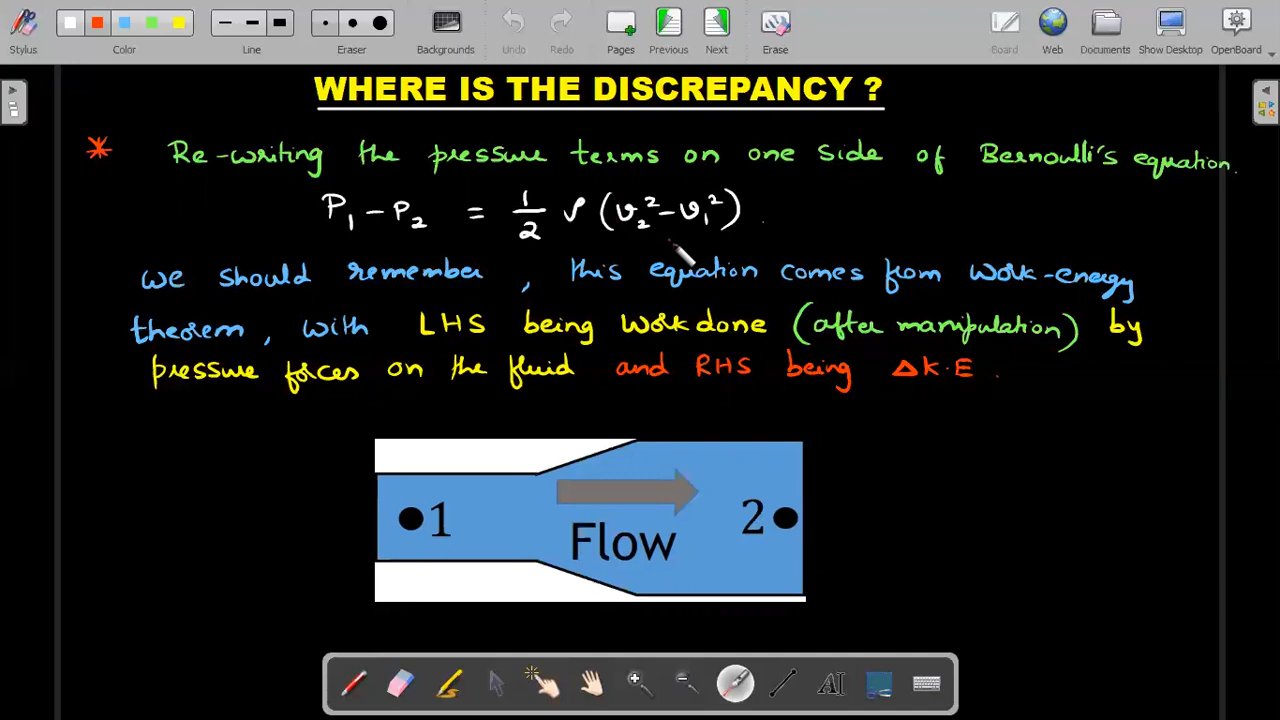 Stylus Color Line Eraser Backgrounds Undo Redo Pages Previous Next Erase Board Web Documents Show Desktop OpenBoard
WHERE IS THE DISCREPANCY ?
* Re-writing the pressure terms on one side of Bernoulli's equation.
P₁ - P₂ = 1/2 ρ (v₂² - v₁²)
we should remember, this equation comes from work-energy
theorem, with LHS being Workdone (after manipulation) by
pressure forces on the fluid and RHS being Δk.E.
1 2
Flow